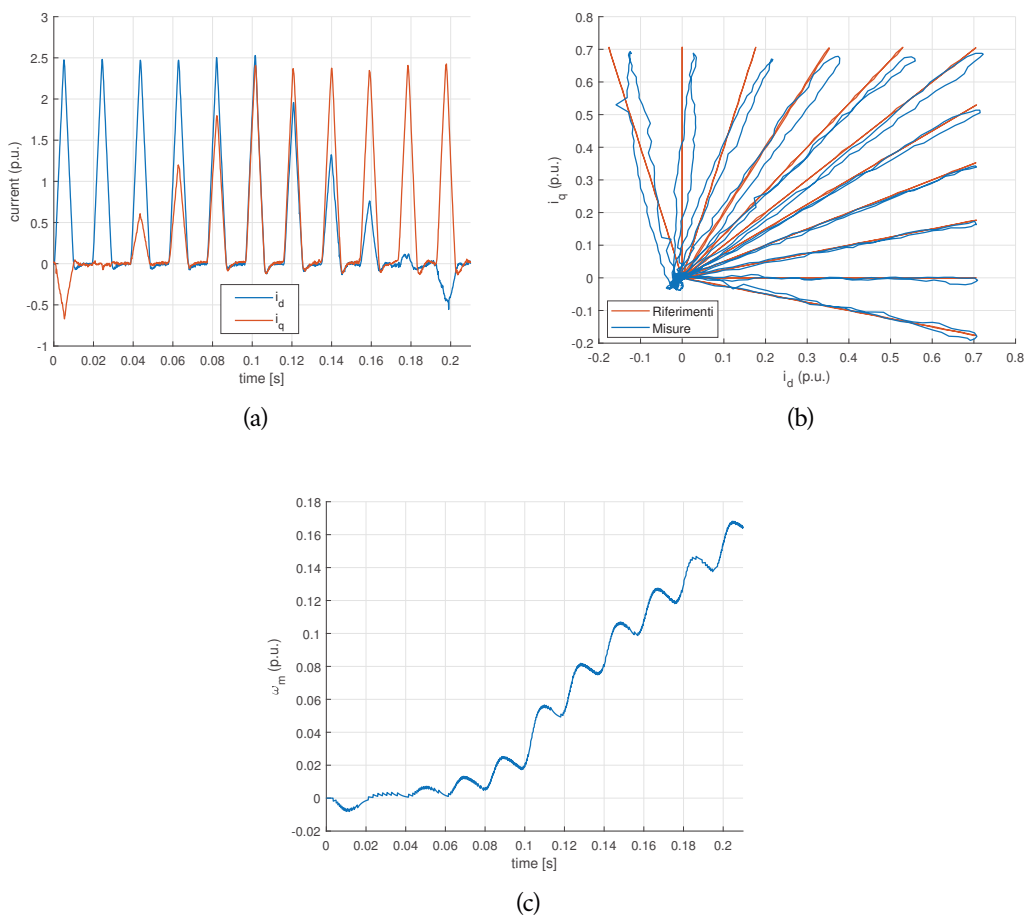 3
2.5
2
1.5
1
0.5
0
-0.5
-1
current (p.u.)
i_d
i_q
0 0.02 0.04 0.06 0.08 0.1 0.12 0.14 0.16 0.18 0.2
time [s]
(a)
0.8
0.7
0.6
0.5
0.4
0.3
0.2
0.1
0
-0.1
-0.2
i_q (p.u.)
Riferimenti
Misure
-0.2 -0.1 0 0.1 0.2 0.3 0.4 0.5 0.6 0.7 0.8
i_d (p.u.)
(b)
0.18
0.16
0.14
0.12
0.1
0.08
0.06
0.04
0.02
0
-0.02
ω_m (p.u.)
0 0.02 0.04 0.06 0.08 0.1 0.12 0.14 0.16 0.18 0.2
time [s]
(c)